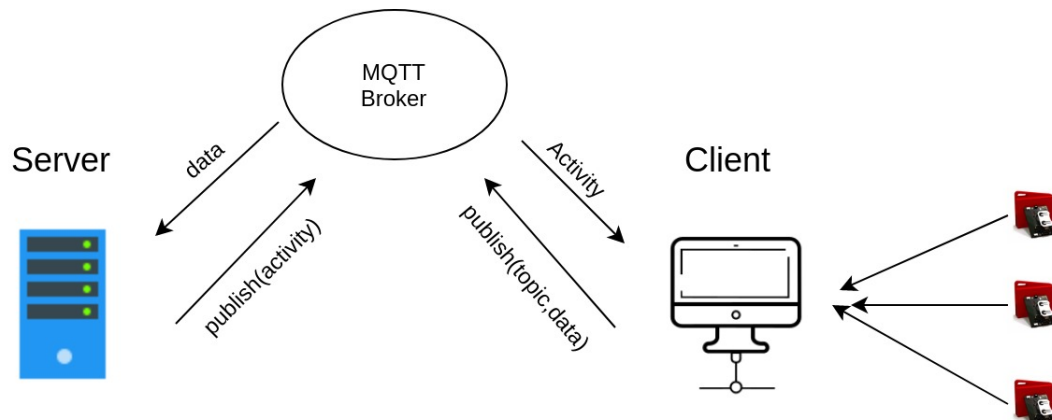 MQTT
Broker
Server
data
publish(activity)
Activity
publish(topic,data)
Client